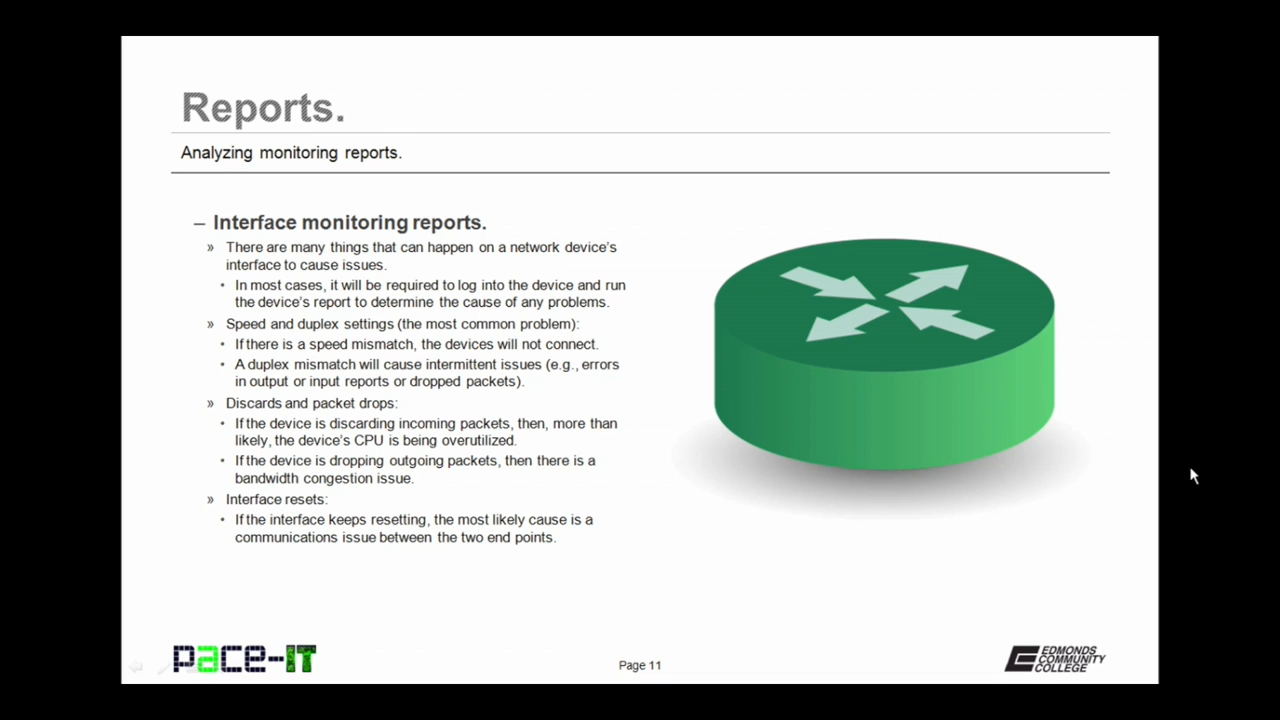 Reports.
Analyzing monitoring reports.
– Interface monitoring reports.
» There are many things that can happen on a network device's
interface to cause issues.
• In most cases, it will be required to log into the device and run
the device's report to determine the cause of any problems.
» Speed and duplex settings (the most common problem):
• If there is a speed mismatch, the devices will not connect.
• A duplex mismatch will cause intermittent issues (e.g., errors
in output or input reports or dropped packets).
» Discards and packet drops:
• If the device is discarding incoming packets, then, more than
likely, the device's CPU is being overutilized.
• If the device is dropping outgoing packets, then there is a
bandwidth congestion issue.
» Interface resets:
• If the interface keeps resetting, the most likely cause is a
communications issue between the two end points.
pace-IT
Page 11
EDMONDS
COMMUNITY
COLLEGE